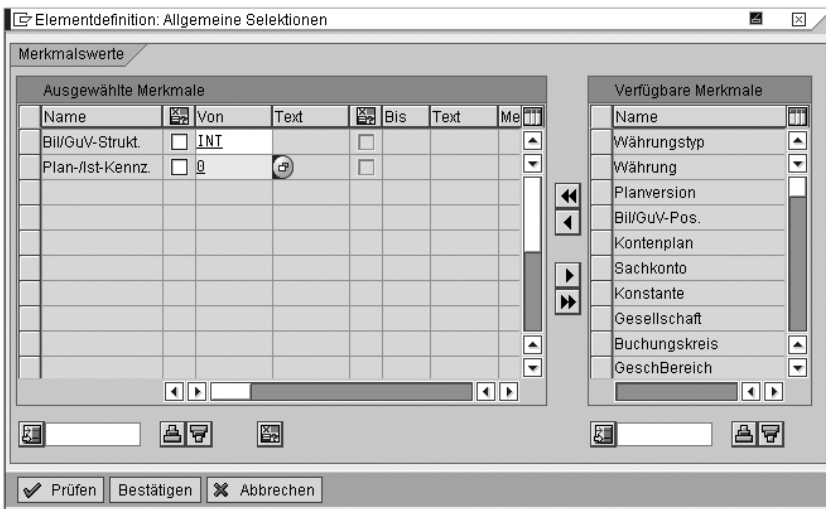 Elementdefinition: Allgemeine Selektionen
Merkmalswerte
Ausgewählte Merkmale
Name Von Text Bis Text Me
Bil/GuV-Strukt. INT
Plan-/Ist-Kennz. 0
Verfügbare Merkmale
Name
Währungstyp
Währung
Planversion
Bil/GuV-Pos.
Kontenplan
Sachkonto
Konstante
Gesellschaft
Buchungskreis
GeschBereich
Prüfen Bestätigen Abbrechen